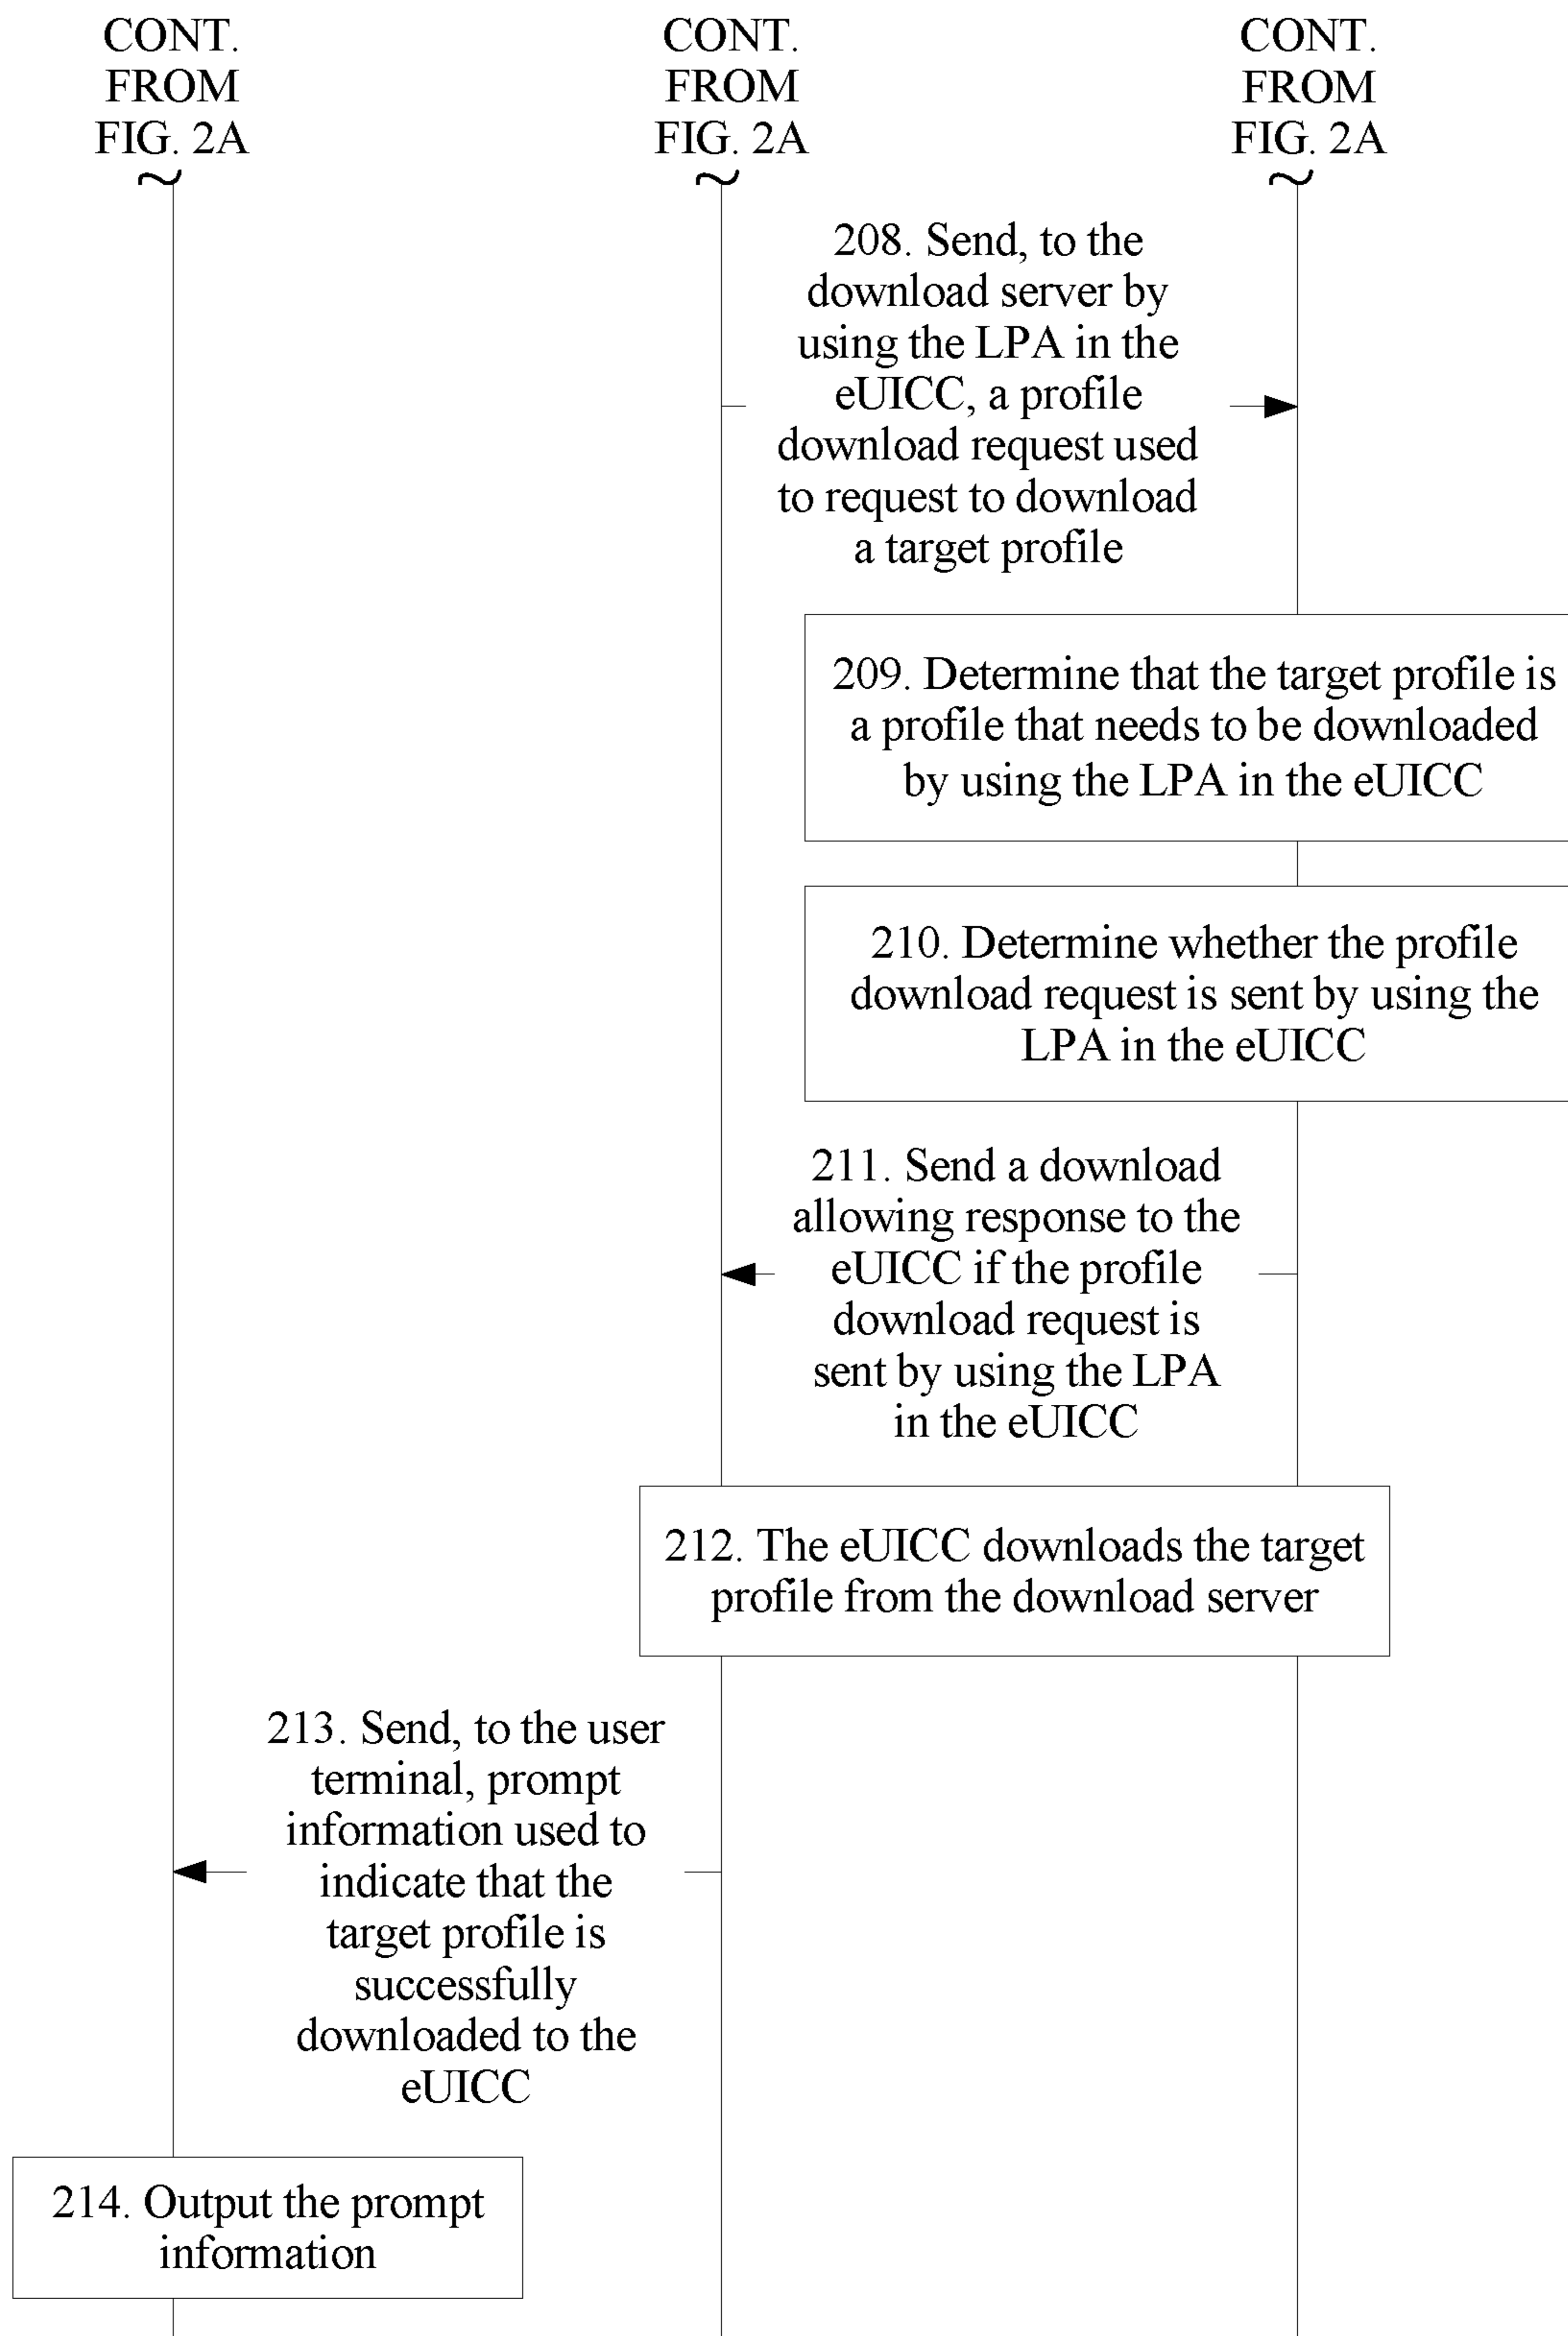 CONT.
FROM
FIG. 2A
CONT.
FROM
FIG. 2A
CONT.
FROM
FIG. 2A
208. Send, to the
download server by
using the LPA in the
eUICC, a profile
download request used
to request to download
a target profile
209. Determine that the target profile is
a profile that needs to be downloaded
by using the LPA in the eUICC
210. Determine whether the profile
download request is sent by using the
LPA in the eUICC
211. Send a download
allowing response to the
eUICC if the profile
download request is
sent by using the LPA
in the eUICC
212. The eUICC downloads the target
profile from the download server
213. Send, to the user
terminal, prompt
information used to
indicate that the
target profile is
successfully
downloaded to the
eUICC
214. Output the prompt
information